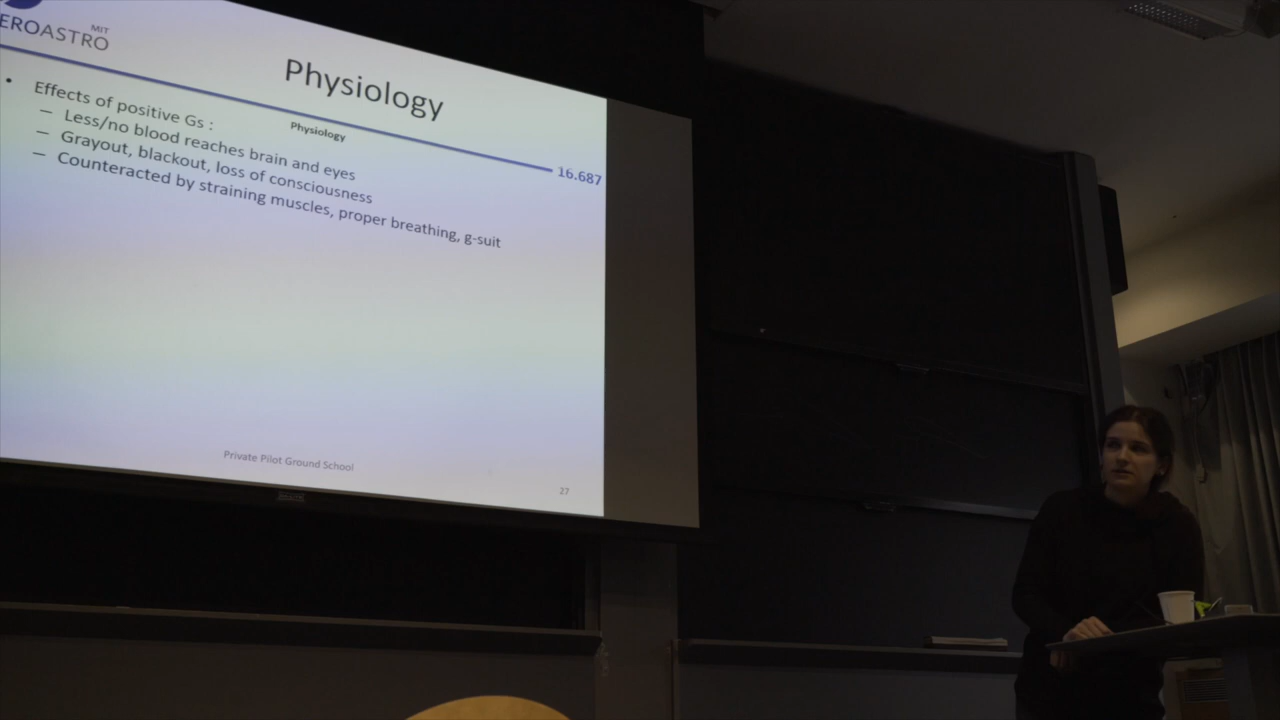 MIT
EROASTRO
Physiology
Physiology
16.687
• Effects of positive Gs :
– Less/no blood reaches brain and eyes
– Grayout, blackout, loss of consciousness
– Counteracted by straining muscles, proper breathing, g-suit
Private Pilot Ground School
27